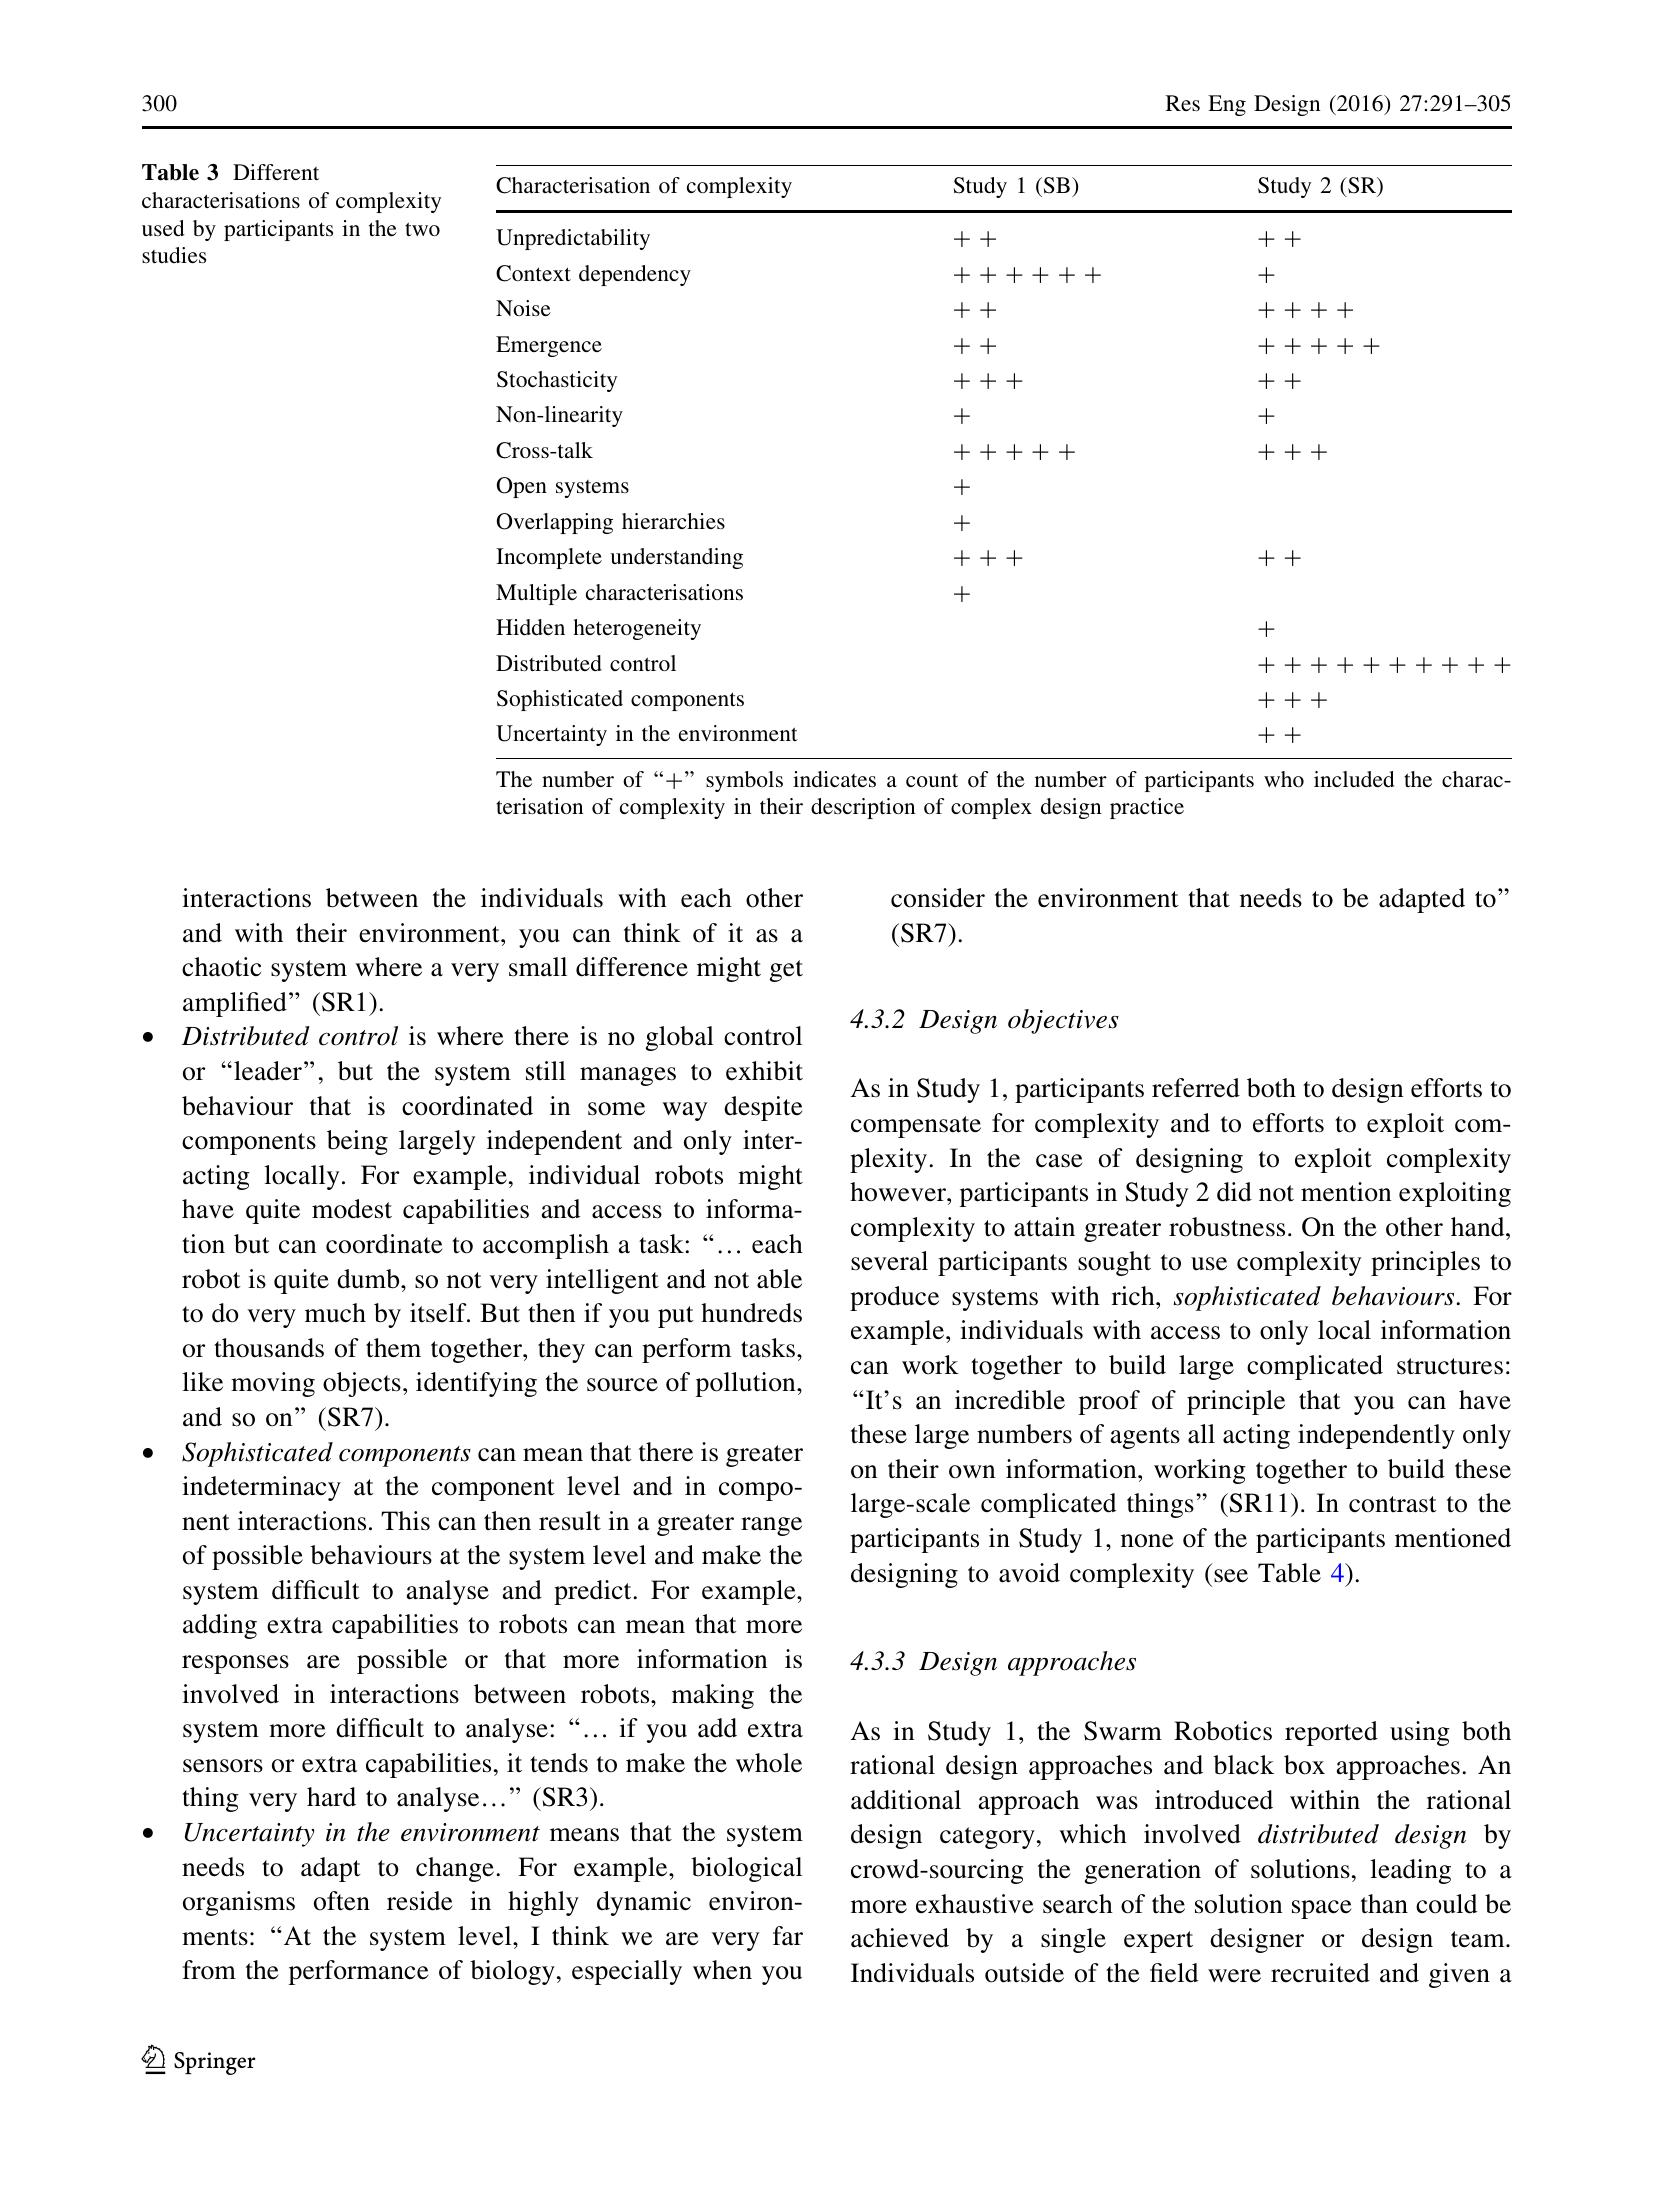 300
Res Eng Design (2016) 27:291–305
Table 3 Different
characterisations of complexity
used by participants in the two
studies
Characterisation of complexity Study 1 (SB) Study 2 (SR)
Unpredictability + + + +
Context dependency + + + + + + +
Noise + + + + + +
Emergence + + + + + + +
Stochasticity + + + + +
Non-linearity + +
Cross-talk + + + + + + + +
Open systems +
Overlapping hierarchies +
Incomplete understanding + + + + +
Multiple characterisations +
Hidden heterogeneity +
Distributed control + + + + + + + + + +
Sophisticated components + + +
Uncertainty in the environment + +
The number of “+” symbols indicates a count of the number of participants who included the charac-
terisation of complexity in their description of complex design practice
interactions between the individuals with each other
and with their environment, you can think of it as a
chaotic system where a very small difference might get
amplified” (SR1).
• Distributed control is where there is no global control
or “leader”, but the system still manages to exhibit
behaviour that is coordinated in some way despite
components being largely independent and only inter-
acting locally. For example, individual robots might
have quite modest capabilities and access to informa-
tion but can coordinate to accomplish a task: “… each
robot is quite dumb, so not very intelligent and not able
to do very much by itself. But then if you put hundreds
or thousands of them together, they can perform tasks,
like moving objects, identifying the source of pollution,
and so on” (SR7).
• Sophisticated components can mean that there is greater
indeterminacy at the component level and in compo-
nent interactions. This can then result in a greater range
of possible behaviours at the system level and make the
system difficult to analyse and predict. For example,
adding extra capabilities to robots can mean that more
responses are possible or that more information is
involved in interactions between robots, making the
system more difficult to analyse: “… if you add extra
sensors or extra capabilities, it tends to make the whole
thing very hard to analyse…” (SR3).
• Uncertainty in the environment means that the system
needs to adapt to change. For example, biological
organisms often reside in highly dynamic environ-
ments: “At the system level, I think we are very far
from the performance of biology, especially when you
consider the environment that needs to be adapted to”
(SR7).
4.3.2 Design objectives
As in Study 1, participants referred both to design efforts to
compensate for complexity and to efforts to exploit com-
plexity. In the case of designing to exploit complexity
however, participants in Study 2 did not mention exploiting
complexity to attain greater robustness. On the other hand,
several participants sought to use complexity principles to
produce systems with rich, sophisticated behaviours. For
example, individuals with access to only local information
can work together to build large complicated structures:
“It’s an incredible proof of principle that you can have
these large numbers of agents all acting independently only
on their own information, working together to build these
large-scale complicated things” (SR11). In contrast to the
participants in Study 1, none of the participants mentioned
designing to avoid complexity (see Table 4).
4.3.3 Design approaches
As in Study 1, the Swarm Robotics reported using both
rational design approaches and black box approaches. An
additional approach was introduced within the rational
design category, which involved distributed design by
crowd-sourcing the generation of solutions, leading to a
more exhaustive search of the solution space than could be
achieved by a single expert designer or design team.
Individuals outside of the field were recruited and given a
Springer